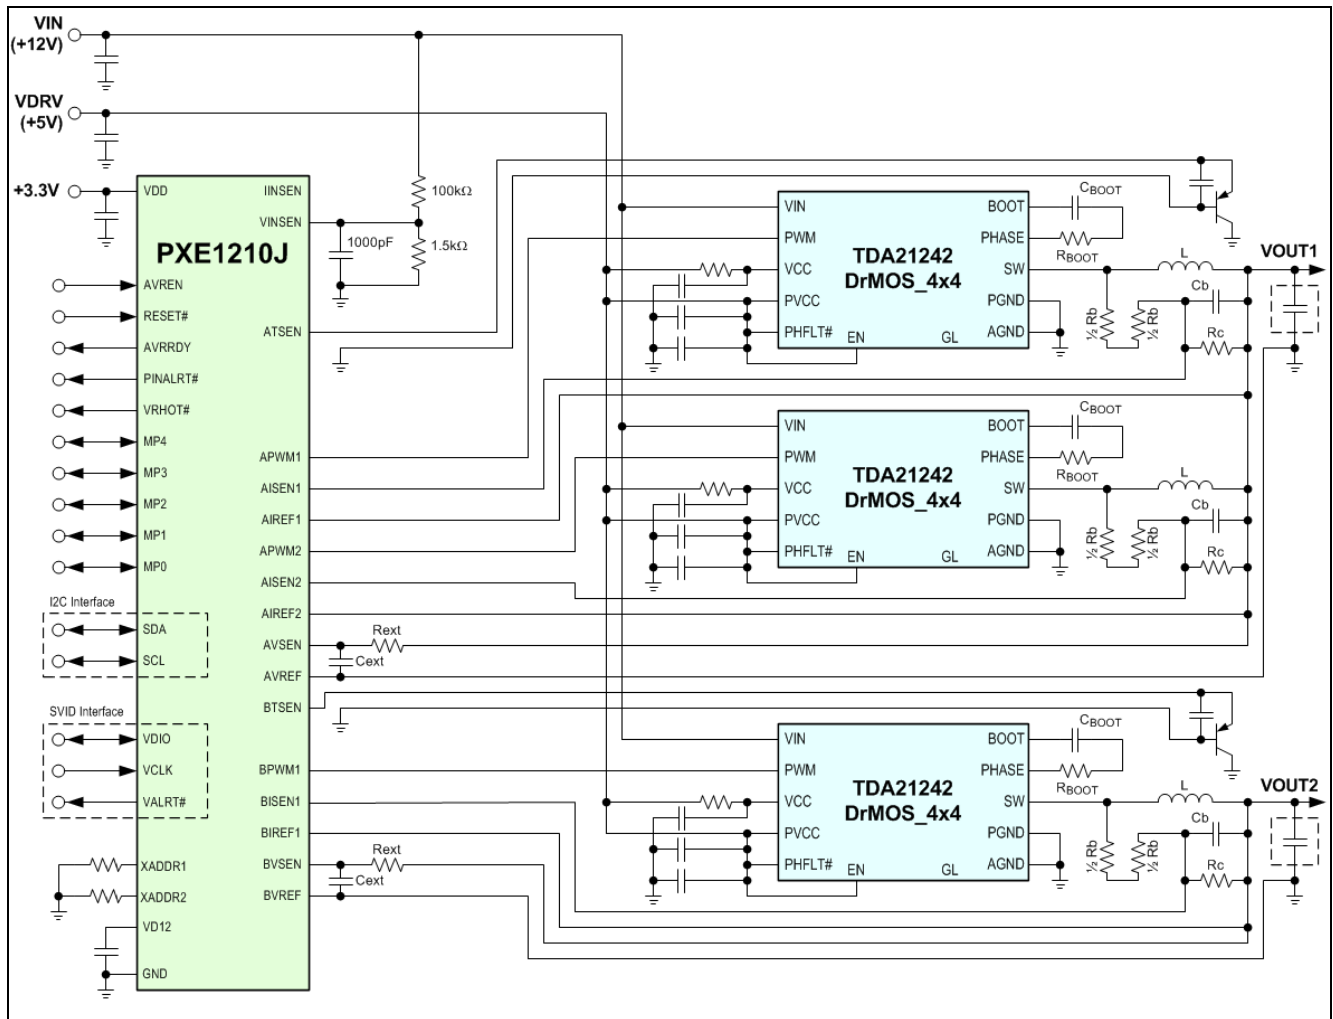 VIN
(+12V)
VDRV
(+5V)
+3.3V
VDD
IINSEN
VINSEN
PXE1210J
100kΩ
1000pF
1.5kΩ
AVREN
RESET#
AVRRDY
PINALRT#
VRHOT#
MP4
MP3
MP2
MP1
MP0
I2C Interface
SDA
SCL
SVID Interface
VDIO
VCLK
VALRT#
XADDR1
XADDR2
VD12
GND
ATSEN
APWM1
AISEN1
AIREF1
APWM2
AISEN2
AIREF2
AVSEN
AVREF
BTSEN
BPWM1
BISEN1
BIREF1
BVSEN
BVREF
Rext
Cext
Rext
Cext
VIN
PWM
VCC
PVCC
PHFLT#
EN
GL
TDA21242
DrMOS_4x4
BOOT
PHASE
SW
PGND
AGND
CBOOT
RBOOT
L
Cb
½ Rb
½ Rb
Rc
VOUT1
VIN
PWM
VCC
PVCC
PHFLT#
EN
GL
TDA21242
DrMOS_4x4
BOOT
PHASE
SW
PGND
AGND
CBOOT
RBOOT
L
Cb
½ Rb
½ Rb
Rc
VIN
PWM
VCC
PVCC
PHFLT#
EN
GL
TDA21242
DrMOS_4x4
BOOT
PHASE
SW
PGND
AGND
CBOOT
RBOOT
L
Cb
½ Rb
½ Rb
Rc
VOUT2